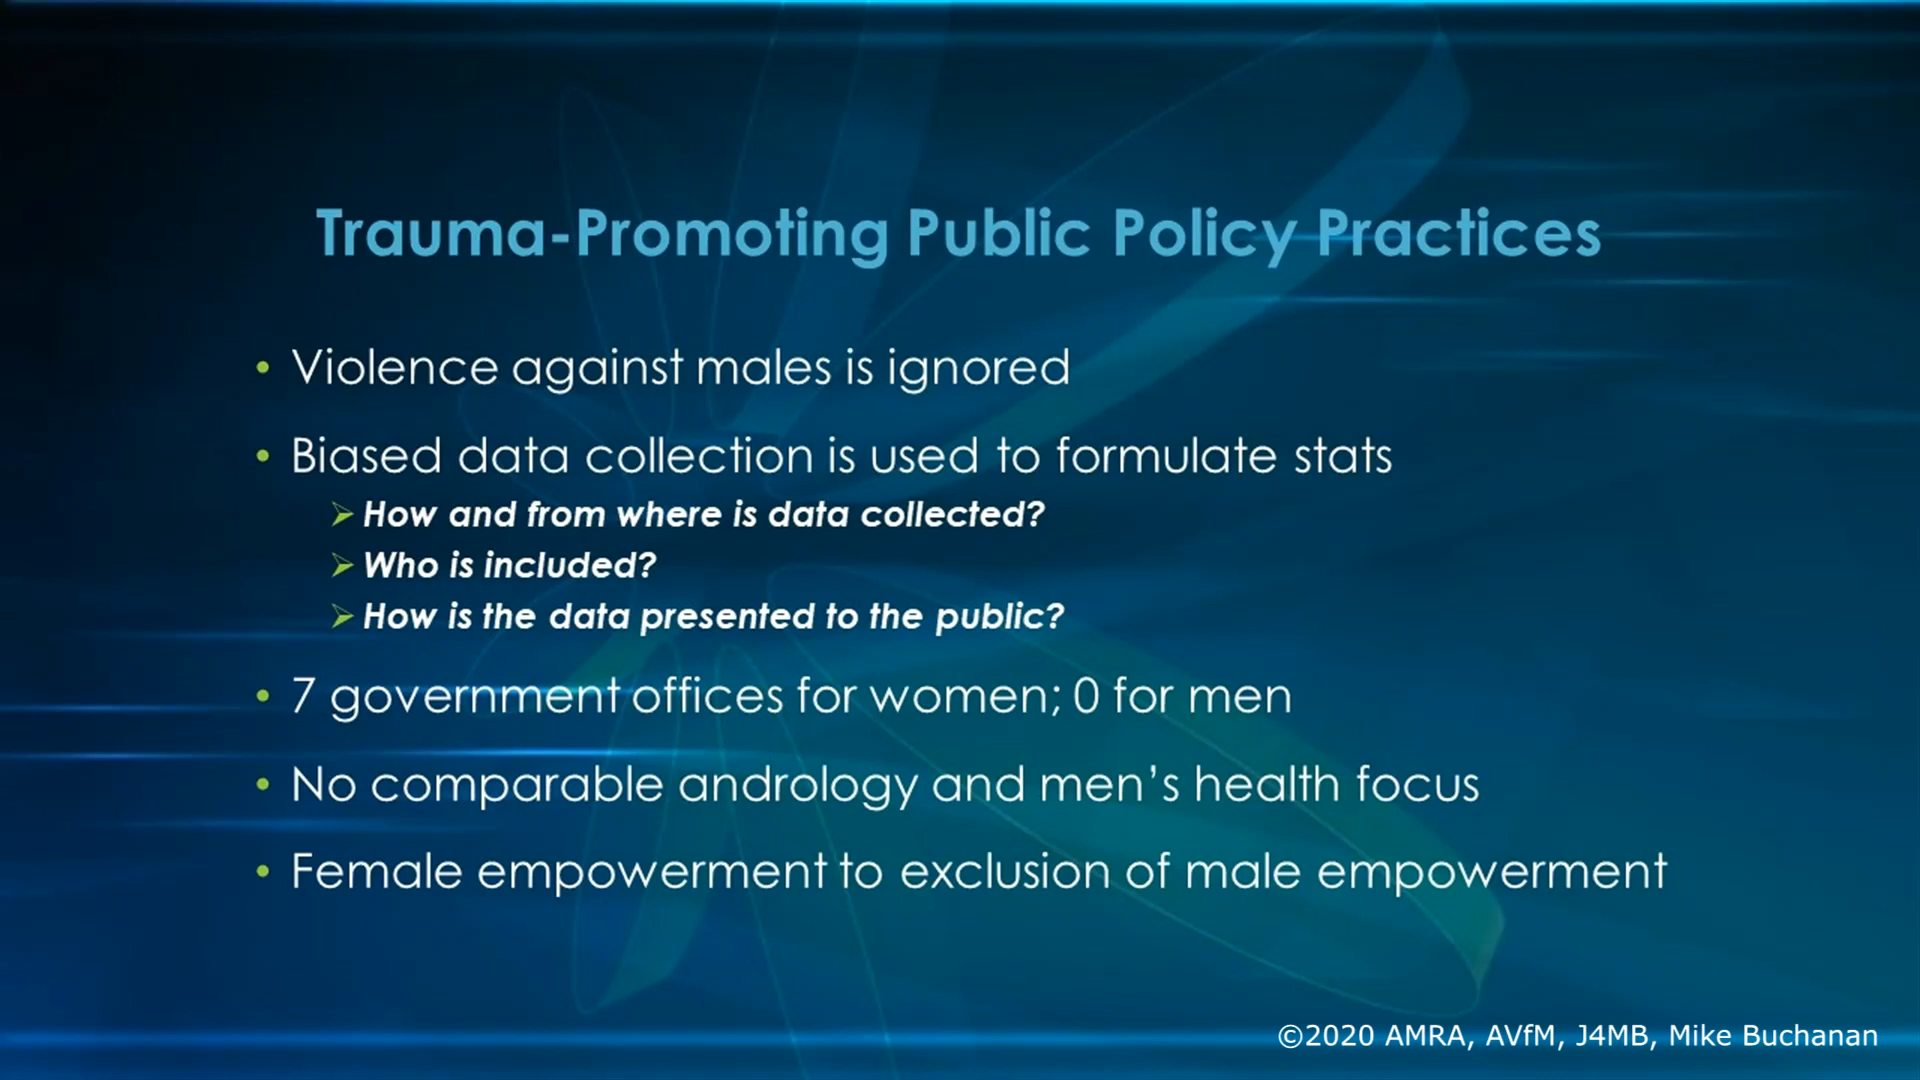 Trauma-Promoting Public Policy Practices
• Violence against males is ignored
• Biased data collection is used to formulate stats
➢ How and from where is data collected?
➢ Who is included?
➢ How is the data presented to the public?
• 7 government offices for women; 0 for men
• No comparable andrology and men’s health focus
• Female empowerment to exclusion of male empowerment
©2020 AMRA, AVfM, J4MB, Mike Buchanan